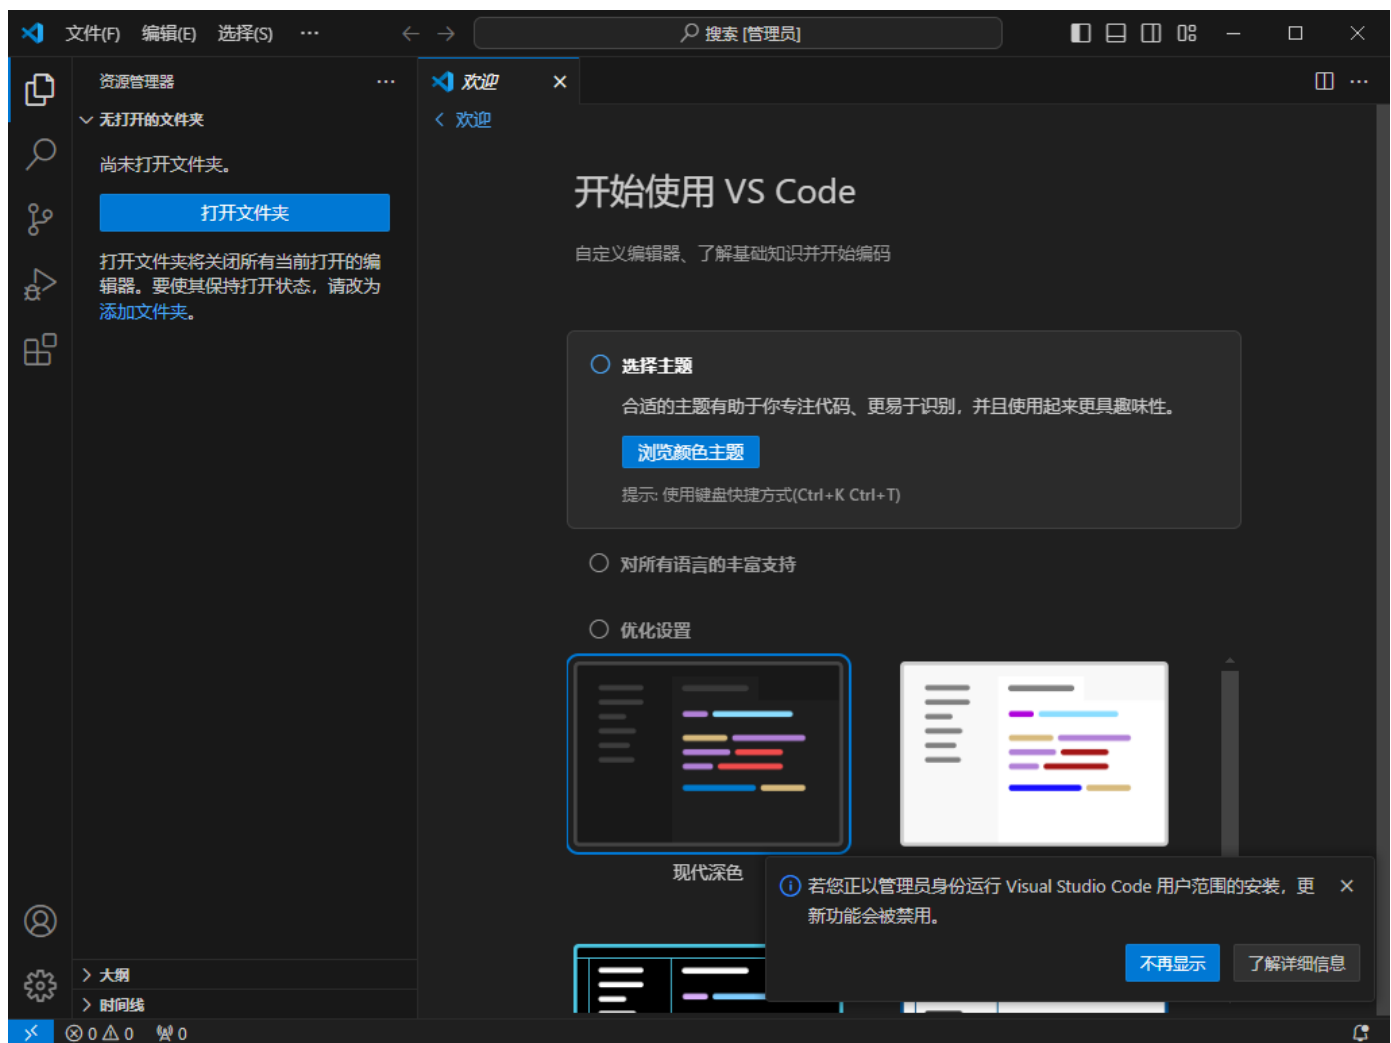 文件(F) 编辑(E) 选择(S) ···
搜索 [管理员]
资源管理器
无打开的文件夹
尚未打开文件夹。
打开文件夹
打开文件夹将关闭所有当前打开的编
辑器。要使其保持打开状态，请改为
添加文件夹。
大纲
时间线
欢迎
欢迎
开始使用 VS Code
自定义编辑器、了解基础知识并开始编码
选择主题
合适的主题有助于你专注代码、更易于识别，并且使用起来更具趣味性。
浏览颜色主题
提示: 使用键盘快捷方式(Ctrl+K Ctrl+T)
对所有语言的丰富支持
优化设置
现代深色
若您正以管理员身份运行 Visual Studio Code 用户范围的安装，更
新功能会被禁用。
不再显示 了解详细信息
0 0 0